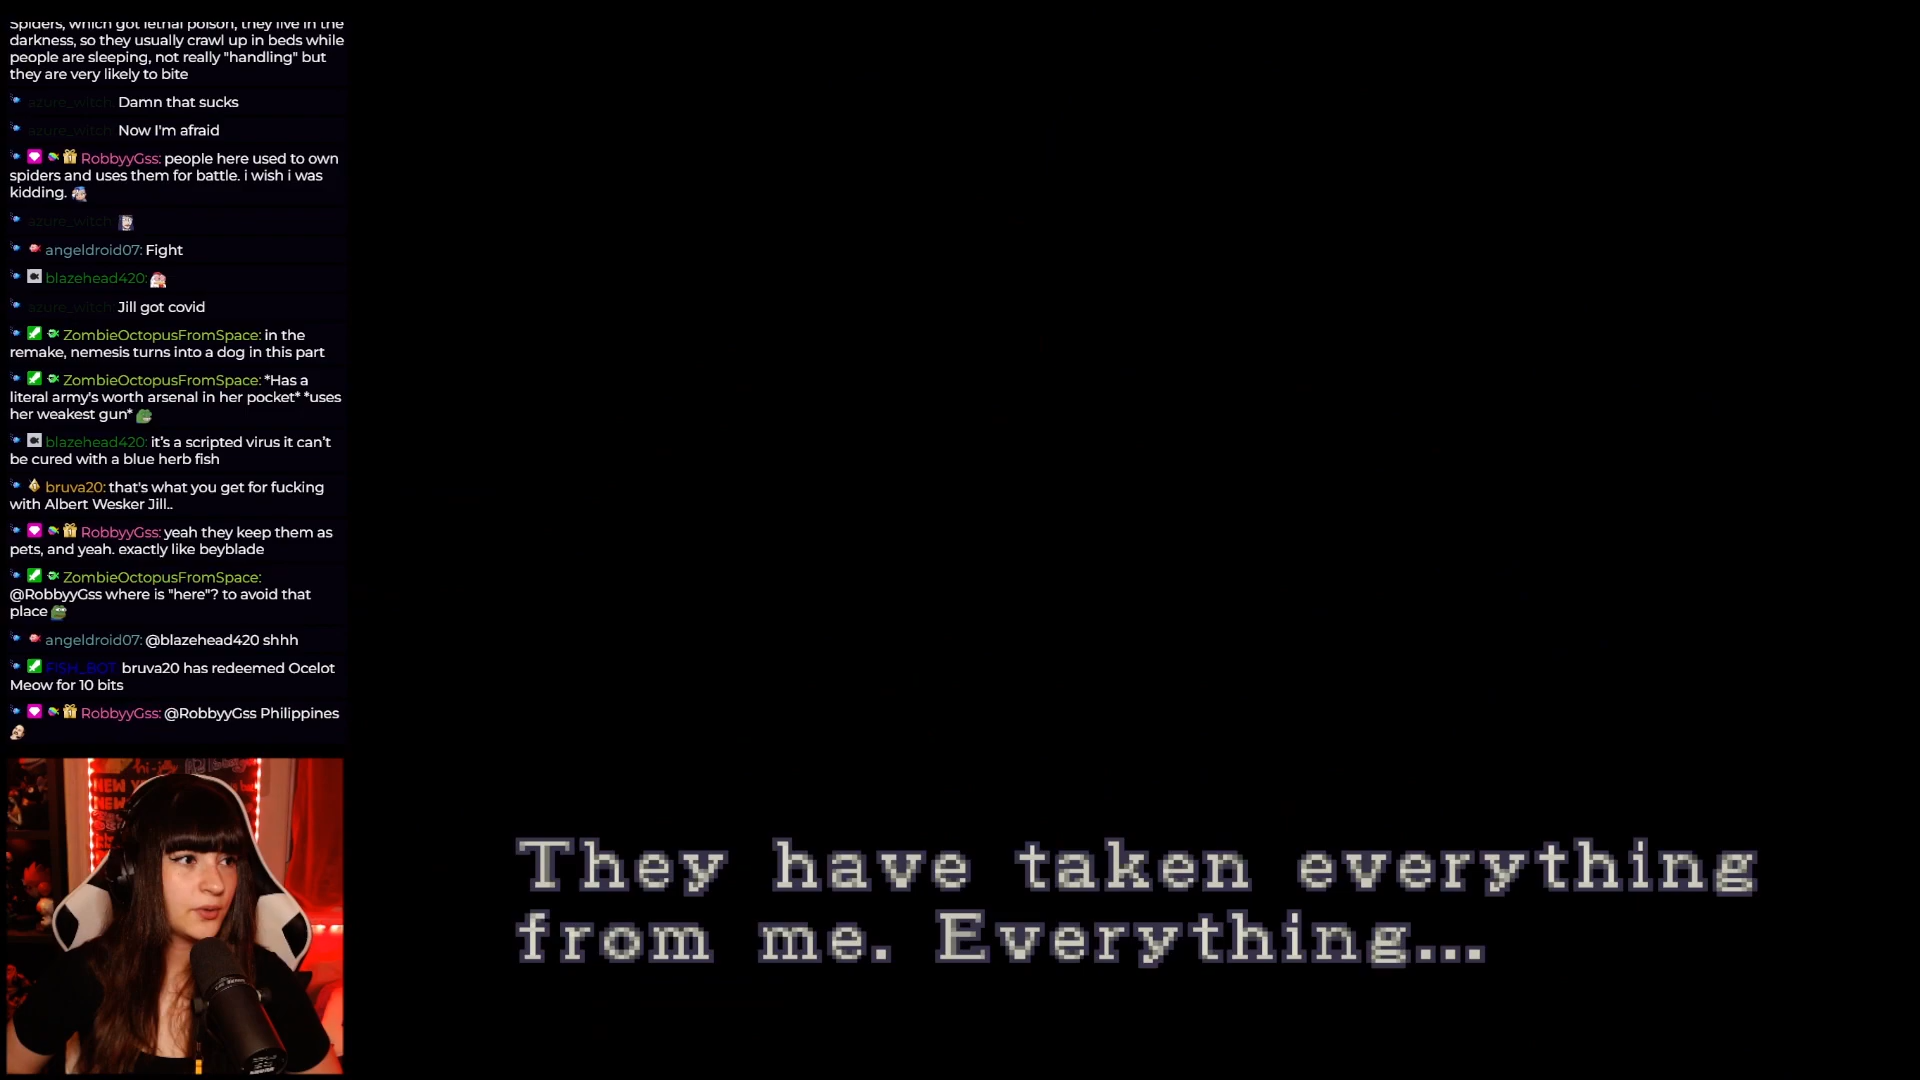 Spiders, which got lethal poison, they live in the
darkness, so they usually crawl up in beds while
people are sleeping, not really "handling" but
they are very likely to bite
azure_witch: Damn that sucks
azure_witch: Now I'm afraid
RobbyyGss: people here used to own
spiders and uses them for battle. i wish i was
kidding.
azure_witch:
angeldroid07: Fight
blazehead420:
azure_witch: Jill got covid
ZombieOctopusFromSpace: in the
remake, nemesis turns into a dog in this part
ZombieOctopusFromSpace: *Has a
literal army's worth arsenal in her pocket* *uses
her weakest gun*
blazehead420: it's a scripted virus it can't
be cured with a blue herb fish
bruva20: that's what you get for fucking
with Albert Wesker Jill..
RobbyyGss: yeah they keep them as
pets, and yeah. exactly like beyblade
ZombieOctopusFromSpace:
@RobbyyGss where is "here"? to avoid that
place
angeldroid07: @blazehead420 shhh
FISH_BOT: bruva20 has redeemed Ocelot
Meow for 10 bits
RobbyyGss: @RobbyyGss Philippines
NEW
NEW
They have taken everything
from me. Everything...